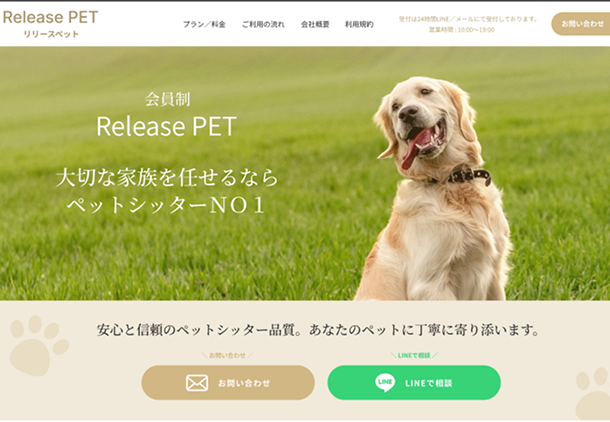 Release PET
リリースペット
プラン／料金
ご利用の流れ
会社概要
利用規約
受付は24時間LINE／メールにて受付しております。
営業時間 : 10:00〜19:00
お問い合わせ
会員制
Release PET
大切な家族を任せるなら
ペットシッターＮＯ１
安心と信頼のペットシッター品質。あなたのペットに丁寧に寄り添います。
＼ お問い合わせ ／
＼ LINEで相談 ／
お問い合わせ
LINE
LINEで相談